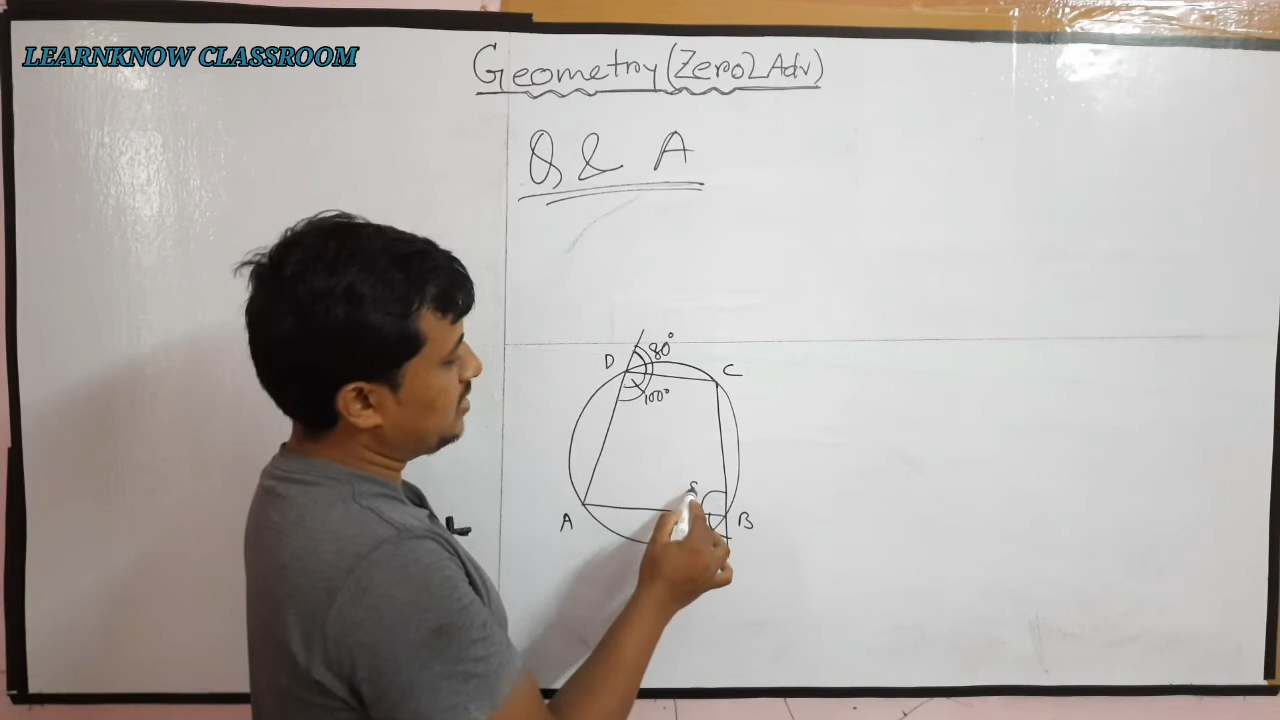 LEARNKNOW CLASSROOM
Geometry (Zero2Adv)
Q & A
D 80°
C
100°
A
B